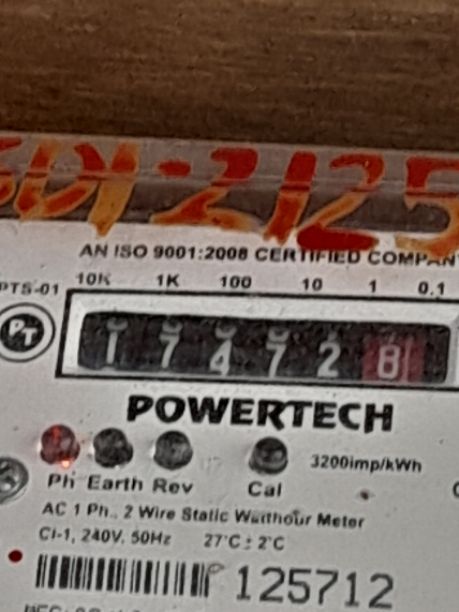 SDI-2125
AN ISO 9001:2008 CERTIFIED COMPAN
PTS-01
10K 1K 100 10 1 0.1
PT
1 7 4 7 2 8
POWERTECH
3200imp/kWh
Ph Earth Rev Cal
AC 1 Ph., 2 Wire Static Watthour Meter
Cl-1, 240V, 50Hz 27°C ± 2°C
125712